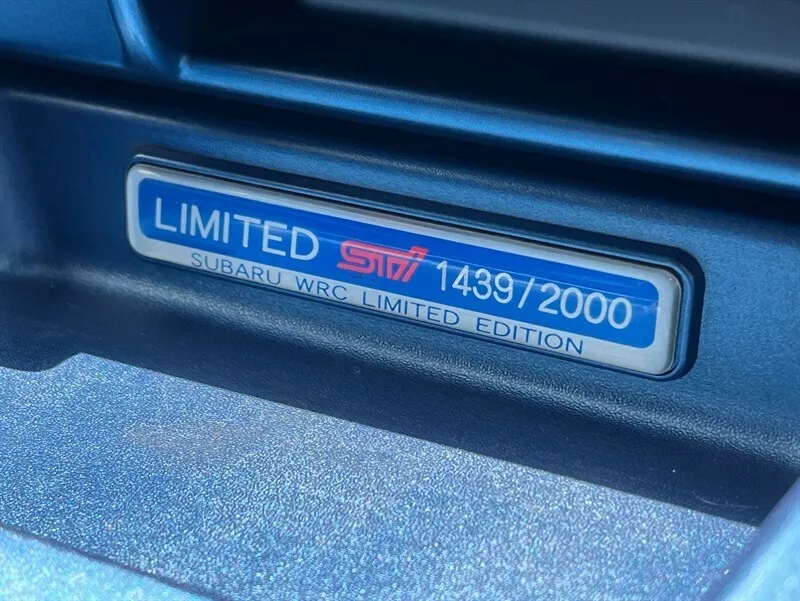 LIMITED STi 1439/2000
SUBARU WRC LIMITED EDITION